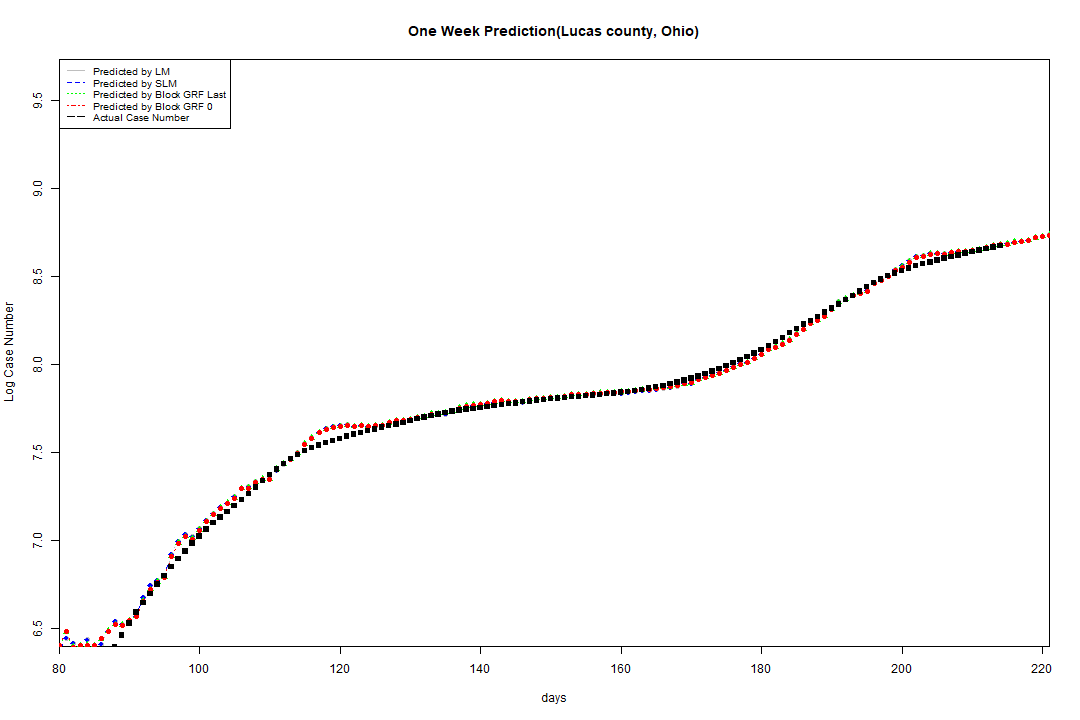 One Week Prediction(Lucas county, Ohio)
Predicted by LM
Predicted by SLM
Predicted by Block GRF Last
Predicted by Block GRF 0
Actual Case Number
9.5
9.0
8.5
8.0
7.5
7.0
6.5
Log Case Number
80 100 120 140 160 180 200 220
days